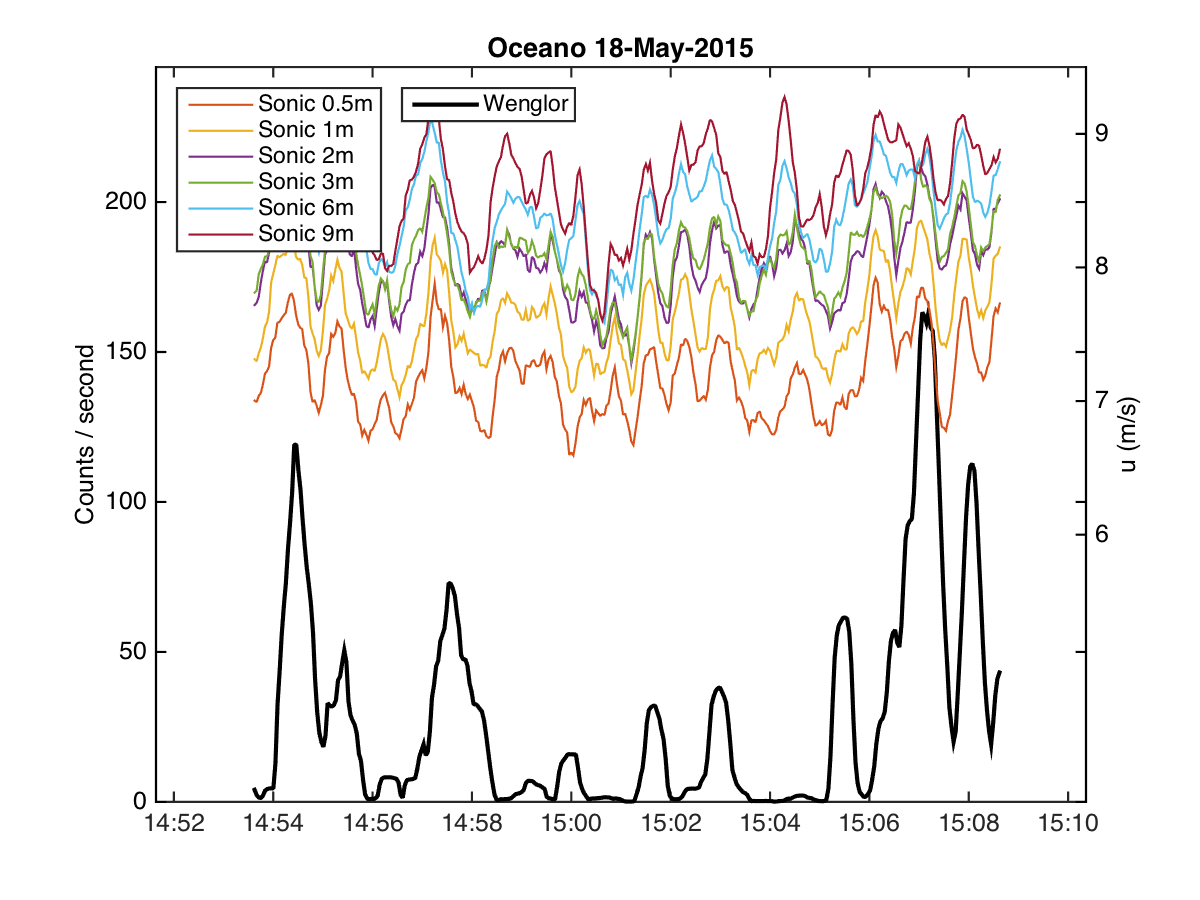 Oceano 18-May-2015
Sonic 0.5m
Sonic 1m
Sonic 2m
Sonic 3m
Sonic 6m
Sonic 9m
Wenglor
Counts / second
200
150
100
50
0
9
8
7
6
u (m/s)
14:52 14:54 14:56 14:58 15:00 15:02 15:04 15:06 15:08 15:10